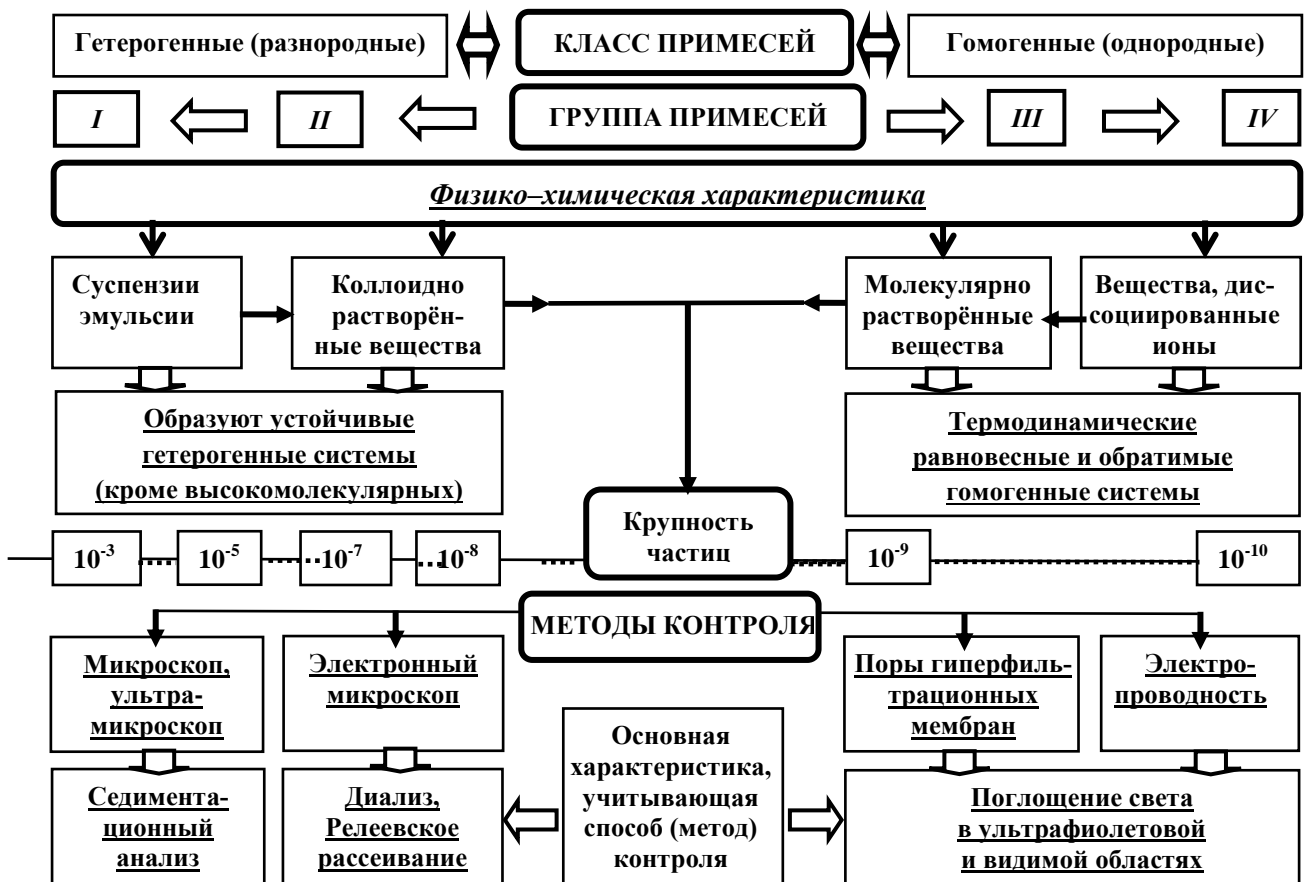 Гетерогенные (разнородные)
КЛАСС ПРИМЕСЕЙ
Гомогенные (однородные)
I
II
ГРУППА ПРИМЕСЕЙ
III
IV
Физико–химическая характеристика
Суспензии
эмульсии
Коллоидно
растворён-
ные вещества
Молекулярно
растворённые
вещества
Вещества, дис-
социированные
ионы
Образуют устойчивые
гетерогенные системы
(кроме высокомолекулярных)
Термодинамические
равновесные и обратимые
гомогенные системы
Крупность
частиц
10⁻³
10⁻⁵
10⁻⁷
10⁻⁸
10⁻⁹
10⁻¹⁰
МЕТОДЫ КОНТРОЛЯ
Микроскоп,
ультра-
микроскоп
Электронный
микроскоп
Поры гиперфиль-
трационных
мембран
Электро-
проводность
Основная
характеристика,
учитывающая
способ (метод)
контроля
Седимента-
ционный
анализ
Диализ,
Релеевское
рассеивание
Поглощение света
в ультрафиолетовой
и видимой областях